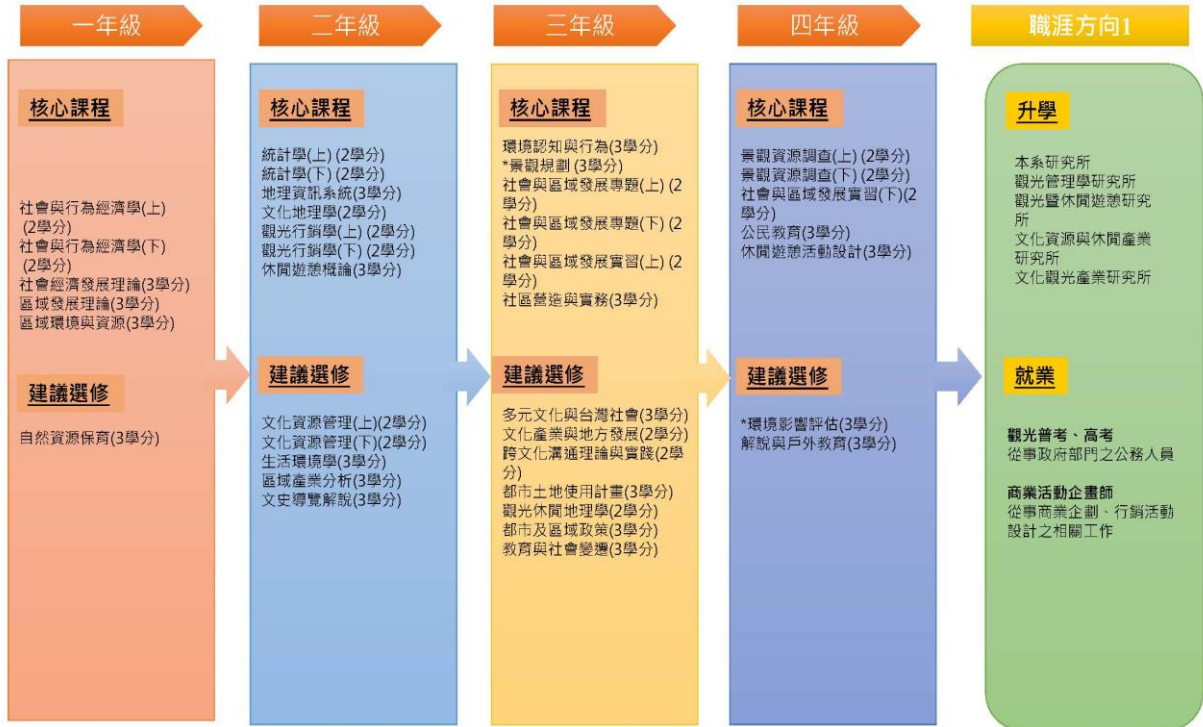 一年級
核心課程
社會與行為經濟學(上)
(2學分)
社會與行為經濟學(下)
(2學分)
社會經濟發展理論(3學分)
區域發展理論(3學分)
區域環境與資源(3學分)
建議選修
自然資源保育(3學分)
二年級
核心課程
統計學(上) (2學分)
統計學(下) (2學分)
地理資訊系統(3學分)
文化地理學(2學分)
觀光行銷學(上) (2學分)
觀光行銷學(下) (2學分)
休閒遊憩概論(3學分)
建議選修
文化資源管理(上)(2學分)
文化資源管理(下)(2學分)
生活環境學(3學分)
區域產業分析(3學分)
文史導覽解說(3學分)
三年級
核心課程
環境認知與行為(3學分)
*景觀規劃 (3學分)
社會與區域發展專題(上) (2
學分)
社會與區域發展專題(下) (2
學分)
社會與區域發展實習(上) (2
學分)
社區營造與實務(3學分)
建議選修
多元文化與台灣社會(3學分)
文化產業與地方發展(2學分)
跨文化溝通理論與實踐(2學
分)
都市土地使用計畫(3學分)
觀光休閒地理學(2學分)
都市及區域政策(3學分)
教育與社會變遷(3學分)
四年級
核心課程
景觀資源調查(上) (2學分)
景觀資源調查(下) (2學分)
社會與區域發展實習(下)(2
學分)
公民教育(3學分)
休閒遊憩活動設計(3學分)
建議選修
*環境影響評估(3學分)
解說與戶外教育(3學分)
職涯方向1
升學
本系研究所
觀光管理學研究所
觀光暨休閒遊憩研究
所
文化資源與休閒產業
研究所
文化觀光產業研究所
就業
觀光普考、高考
從事政府部門之公務人員
商業活動企畫師
從事商業企劃、行銷活動
設計之相關工作